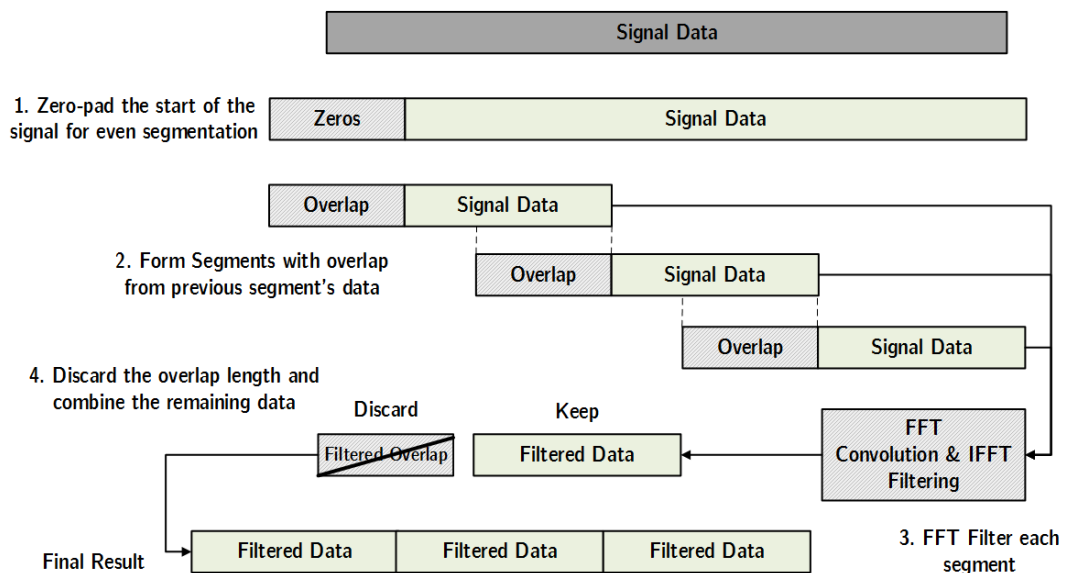 Signal Data
1. Zero-pad the start of the
signal for even segmentation
Zeros
Signal Data
Overlap
Signal Data
2. Form Segments with overlap
from previous segment's data
Overlap
Signal Data
Overlap
Signal Data
4. Discard the overlap length and
combine the remaining data
Discard
Keep
Filtered Overlap
Filtered Data
FFT
Convolution & IFFT
Filtering
3. FFT Filter each
segment
Final Result
Filtered Data
Filtered Data
Filtered Data